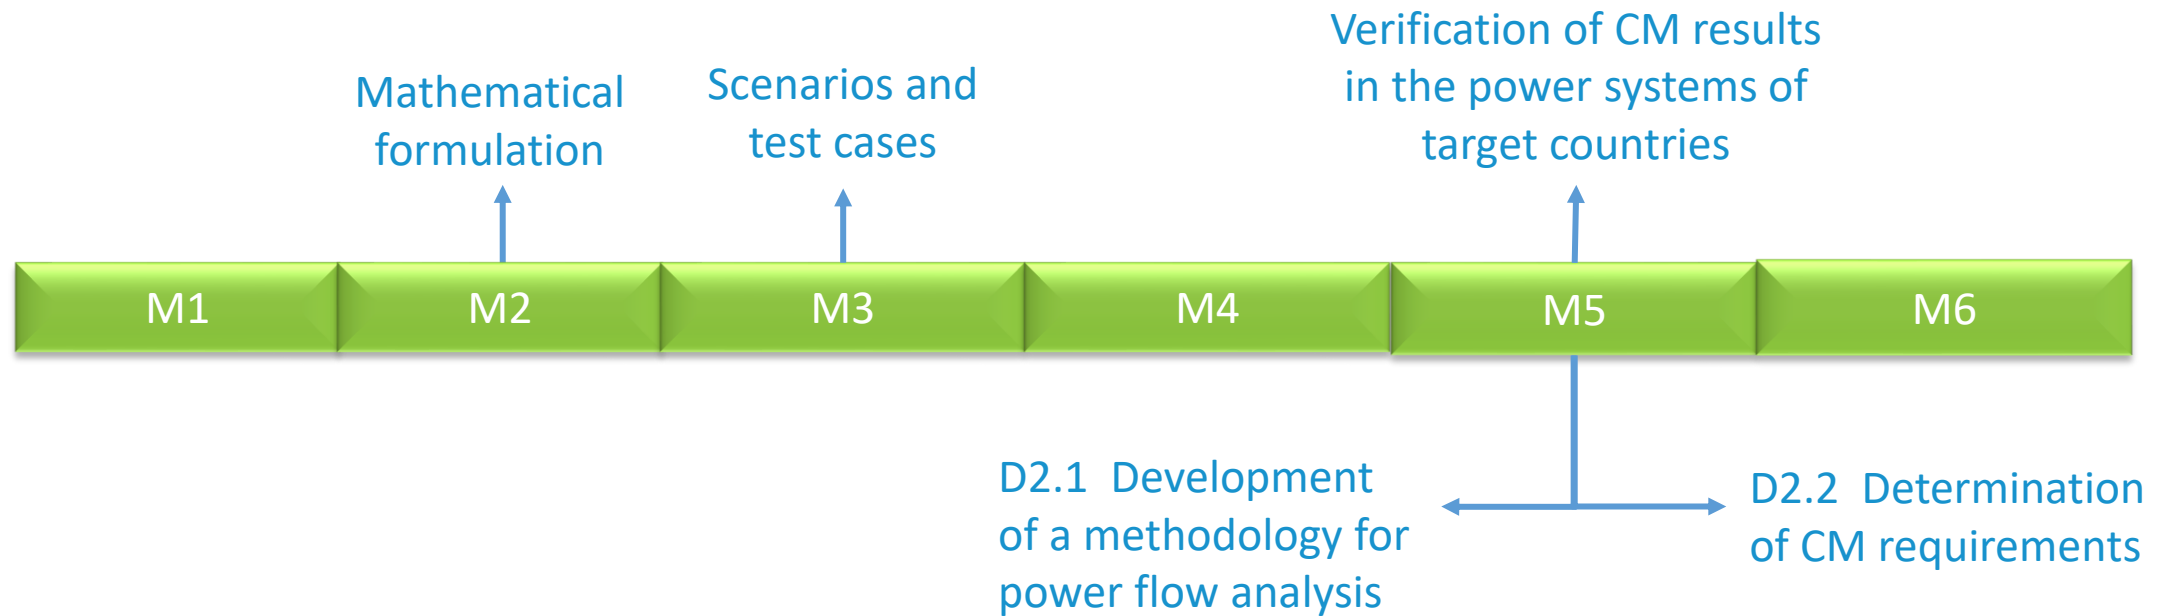 Mathematical
formulation
Scenarios and
test cases
Verification of CM results
in the power systems of
target countries
M1
M2
M3
M4
M5
M6
D2.1 Development
of a methodology for
power flow analysis
D2.2 Determination
of CM requirements